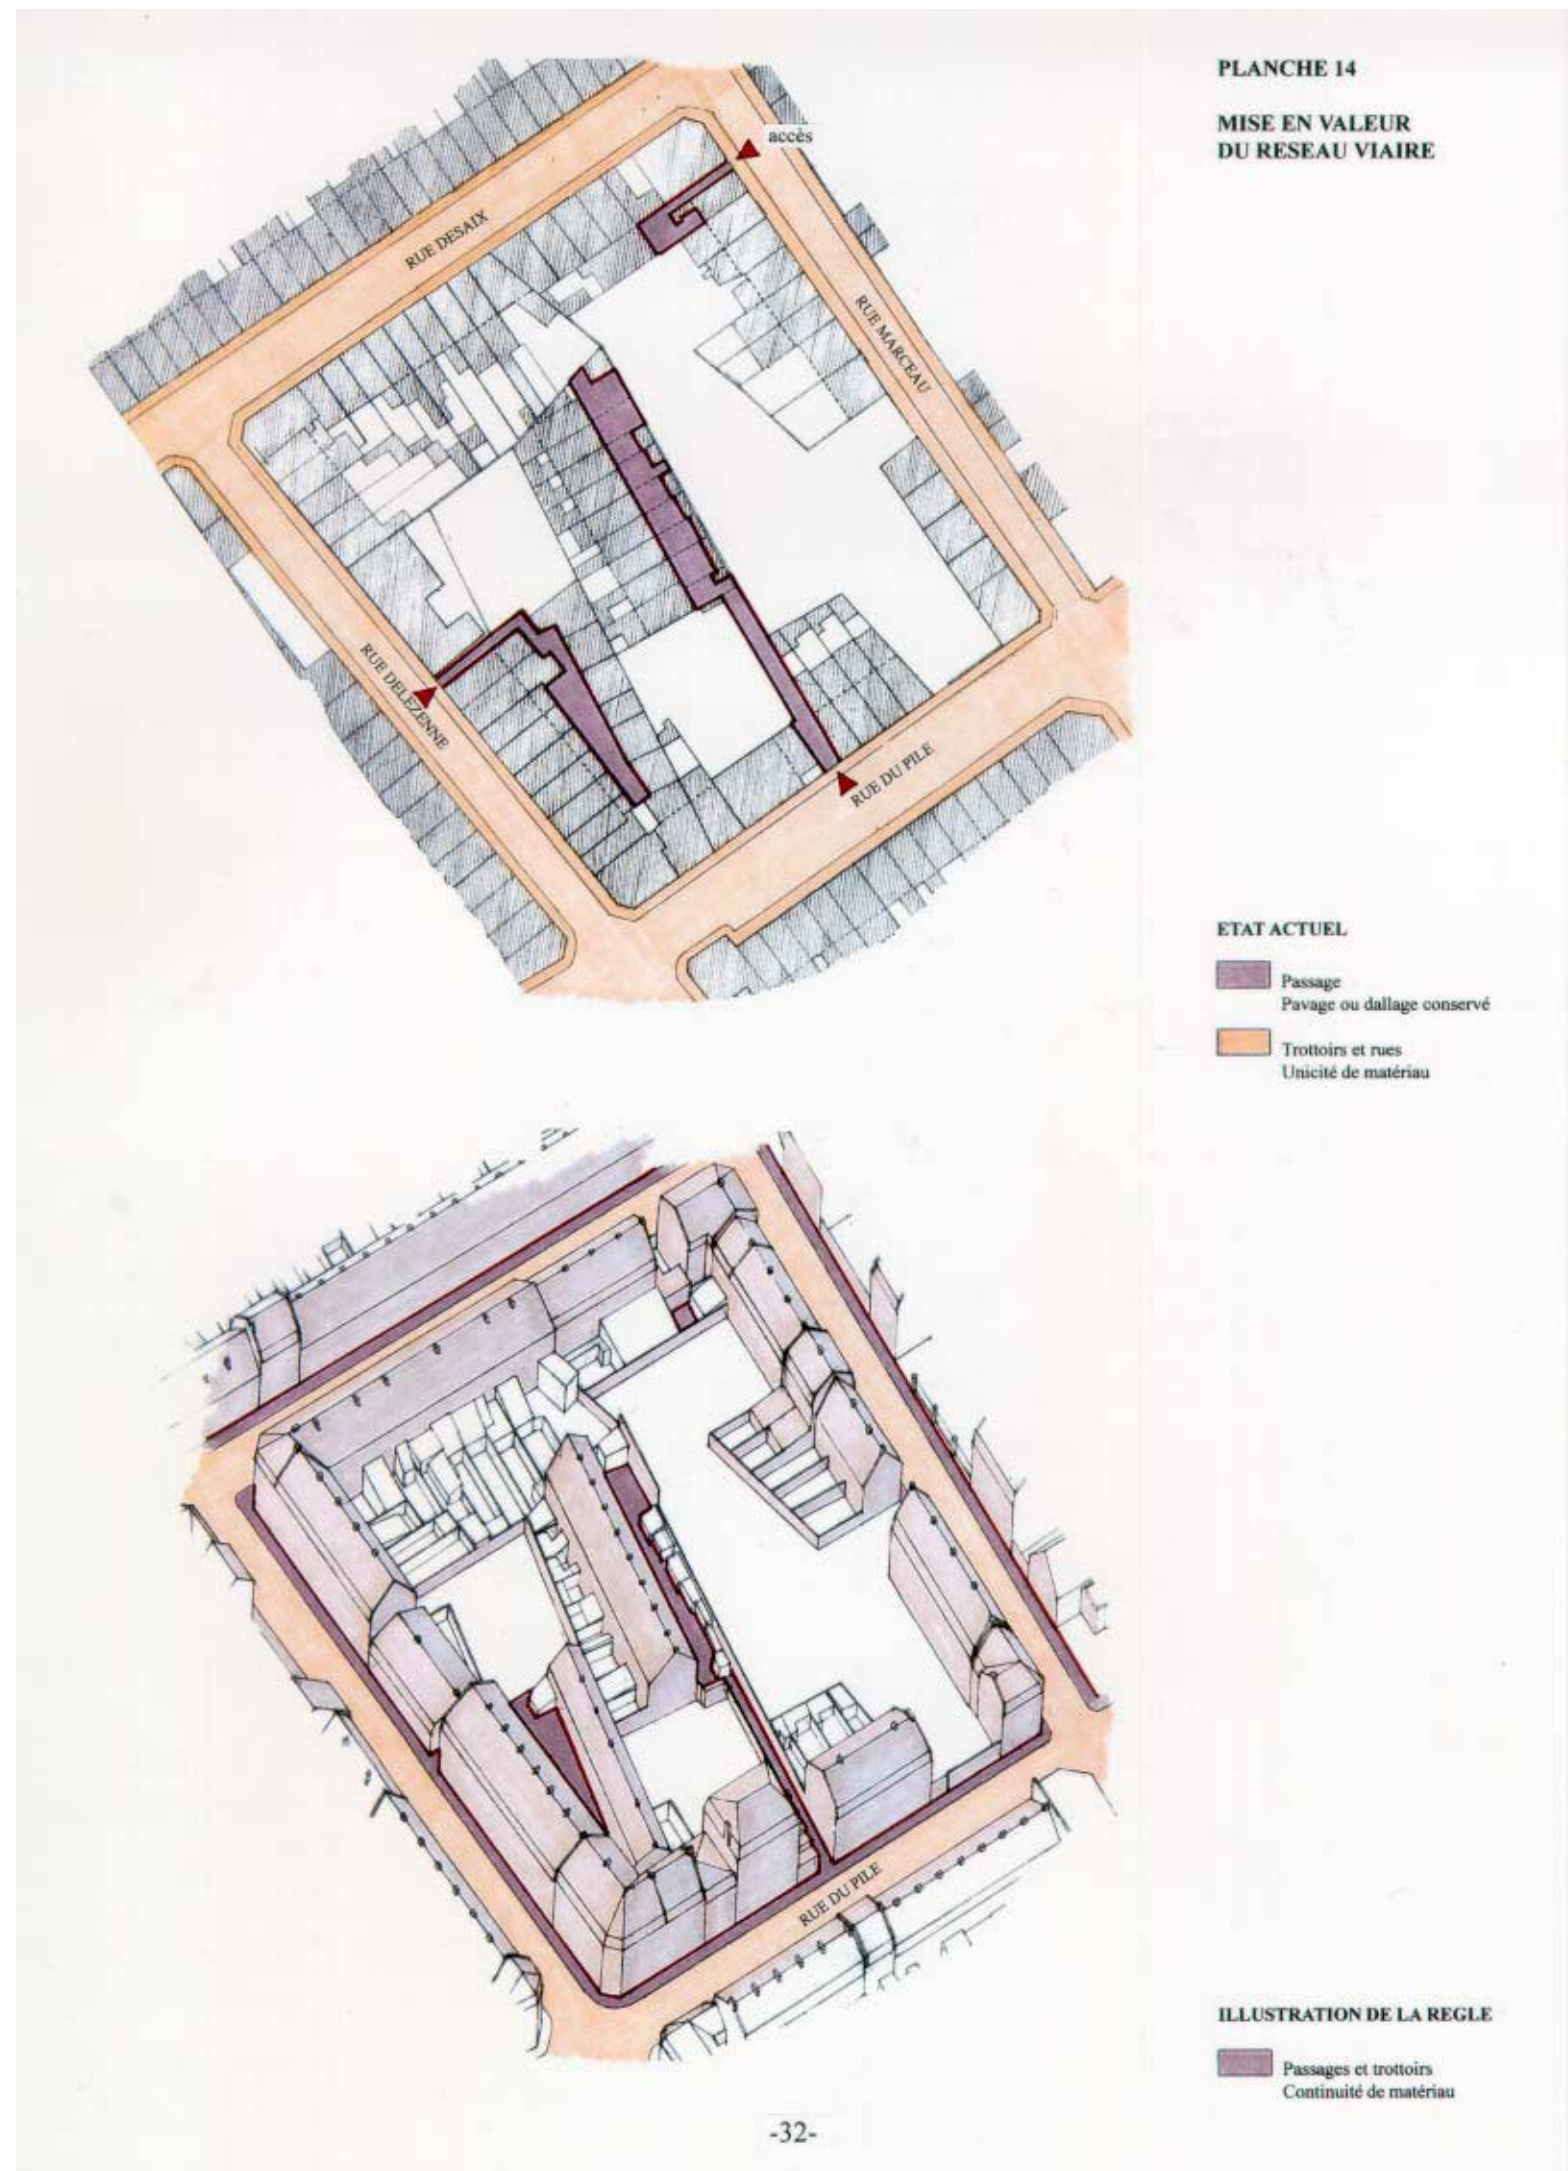 PLANCHE 14
MISE EN VALEUR
DU RESEAU VIAIRE
accès
RUE DESAIX
RUE MARCEAU
RUE DELEZENNE
RUE DU PILE
ETAT ACTUEL
Passage
Pavage ou dallage conservé
Trottoirs et rues
Unicité de matériau
RUE DU PILE
ILLUSTRATION DE LA REGLE
Passages et trottoirs
Continuité de matériau
-32-